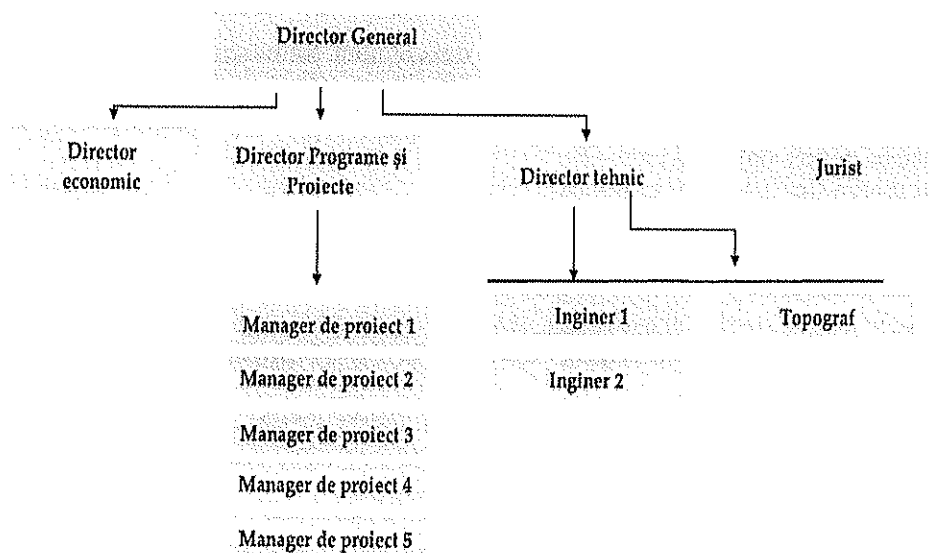 Director General
Director
economic
Director Programe și
Proiecte
Director tehnic
Jurist
Manager de proiect 1
Manager de proiect 2
Manager de proiect 3
Manager de proiect 4
Manager de proiect 5
Inginer 1
Inginer 2
Topograf